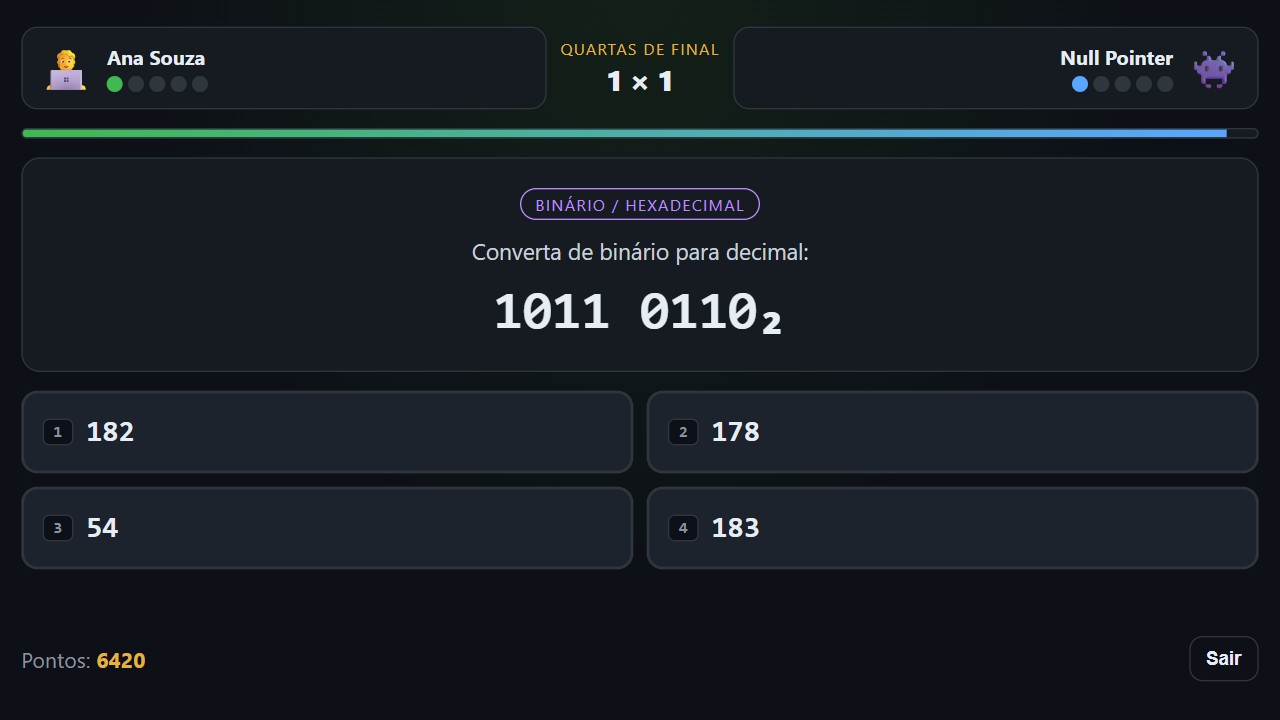 Ana Souza
QUARTAS DE FINAL
1 × 1
Null Pointer
BINÁRIO / HEXADECIMAL
Converta de binário para decimal:
1011 0110₂
1 182
2 178
3 54
4 183
Pontos: 6420
Sair